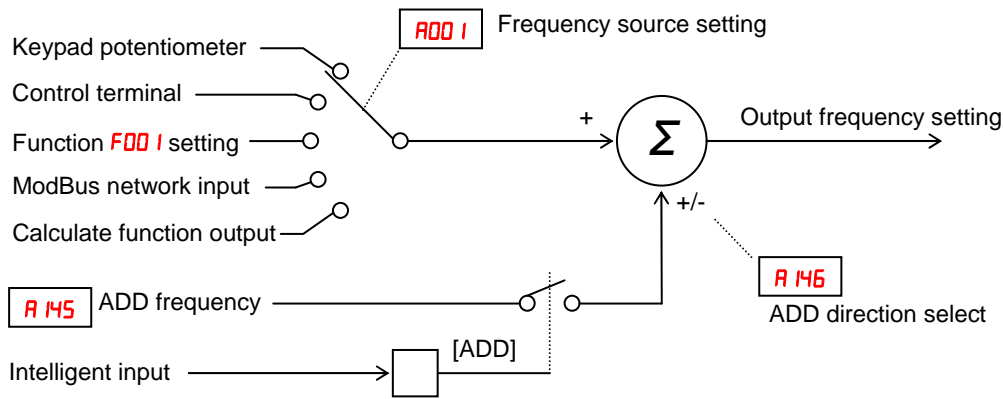 A001 Frequency source setting
Keypad potentiometer
Control terminal
Function F001 setting
ModBus network input
Calculate function output
+
Σ
Output frequency setting
+/-
A145 ADD frequency
A146
ADD direction select
[ADD]
Intelligent input